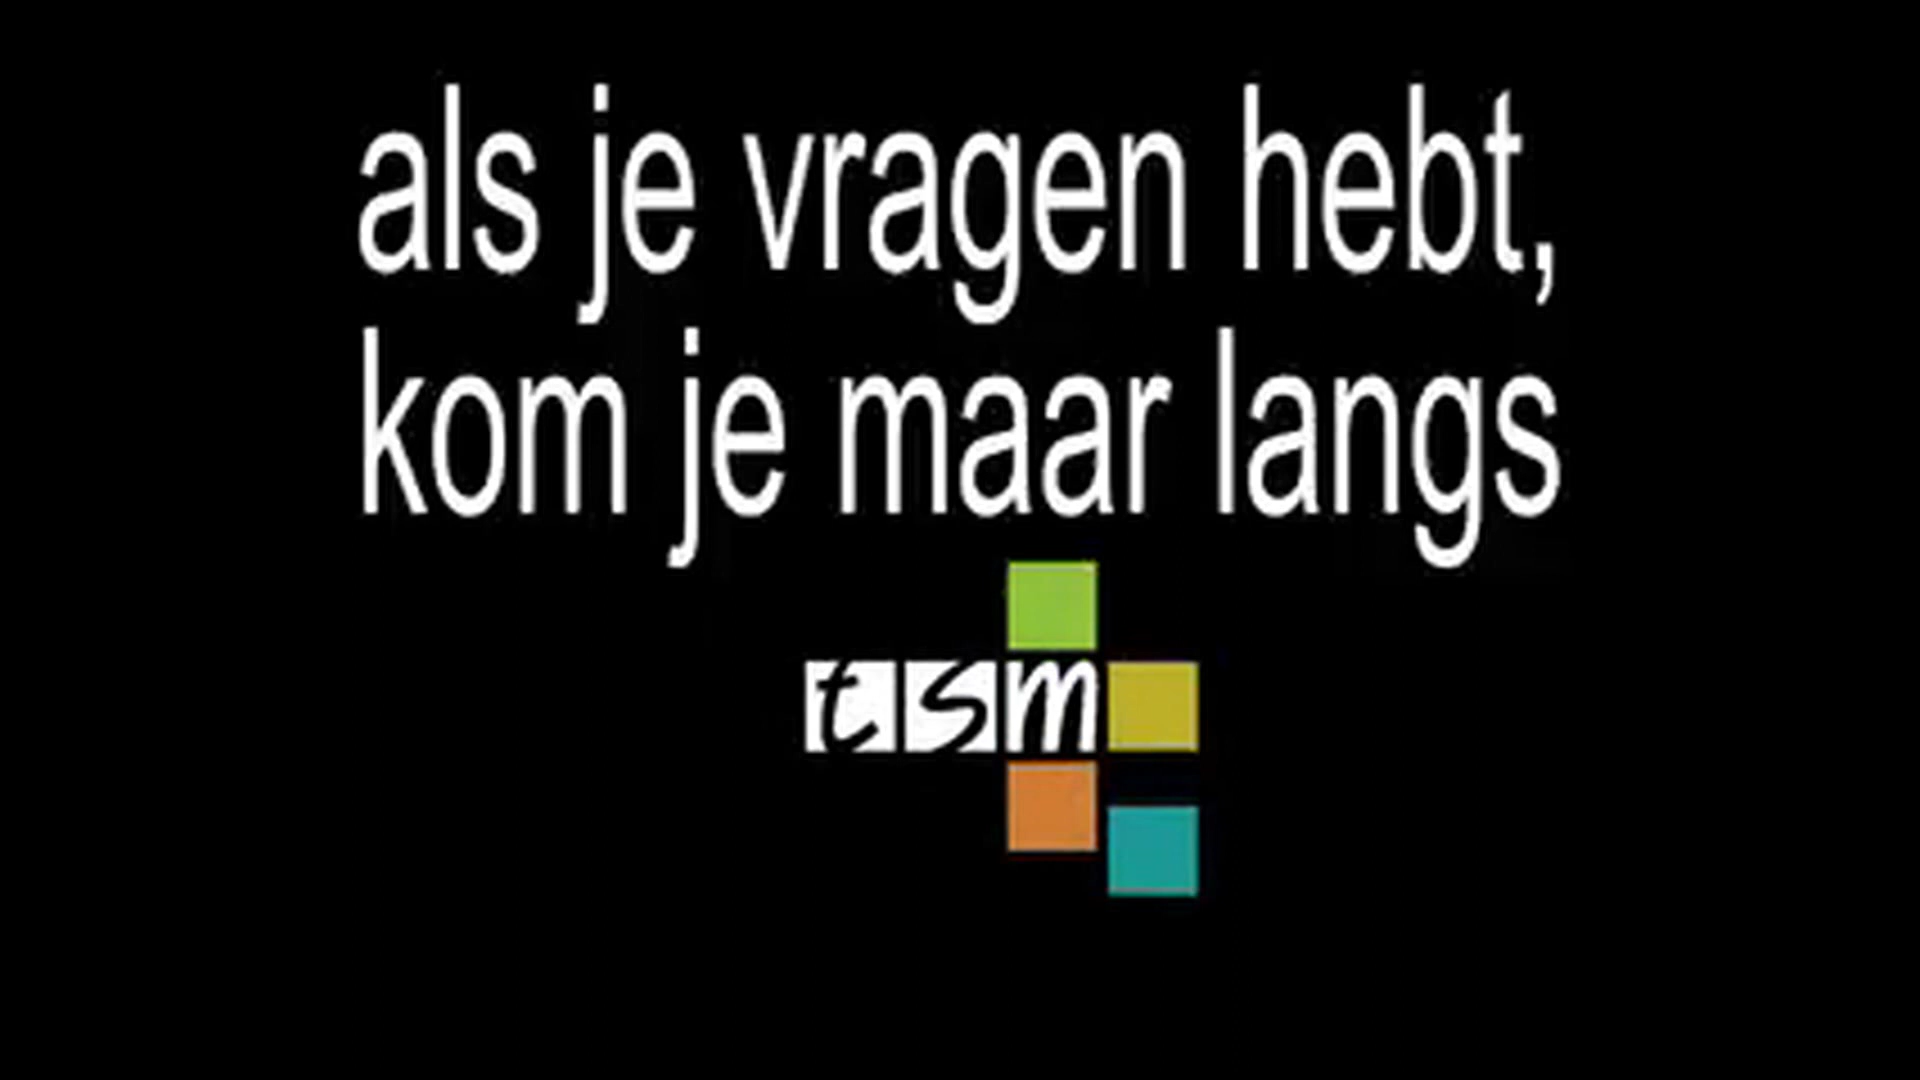 als je vragen hebt,
kom je maar langs
tsm